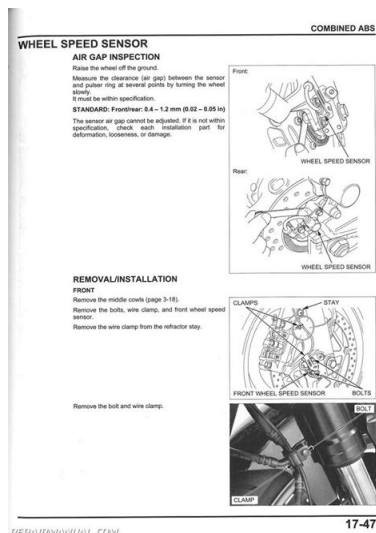 COMBINED ABS
WHEEL SPEED SENSOR
AIR GAP INSPECTION
Raise the wheel off the ground.
Measure the clearance (air gap) between the sensor
and pulser ring at several points by turning the wheel
slowly.
It must be within specification.
STANDARD: Front/rear: 0.4 – 1.2 mm (0.02 – 0.05 in)
The sensor air gap cannot be adjusted. If it is not within
specification, check each installation part for
deformation, looseness, or damage.
Front:
WHEEL SPEED SENSOR
Rear:
WHEEL SPEED SENSOR
REMOVAL/INSTALLATION
FRONT
Remove the middle cowls (page 3-18).
Remove the bolts, wire clamp, and front wheel speed
sensor.
Remove the wire clamp from the refractor stay.
CLAMPS
STAY
FRONT WHEEL SPEED SENSOR
BOLTS
Remove the bolt and wire clamp.
BOLT
CLAMP
17-47
REPAIRMANUAL.COM